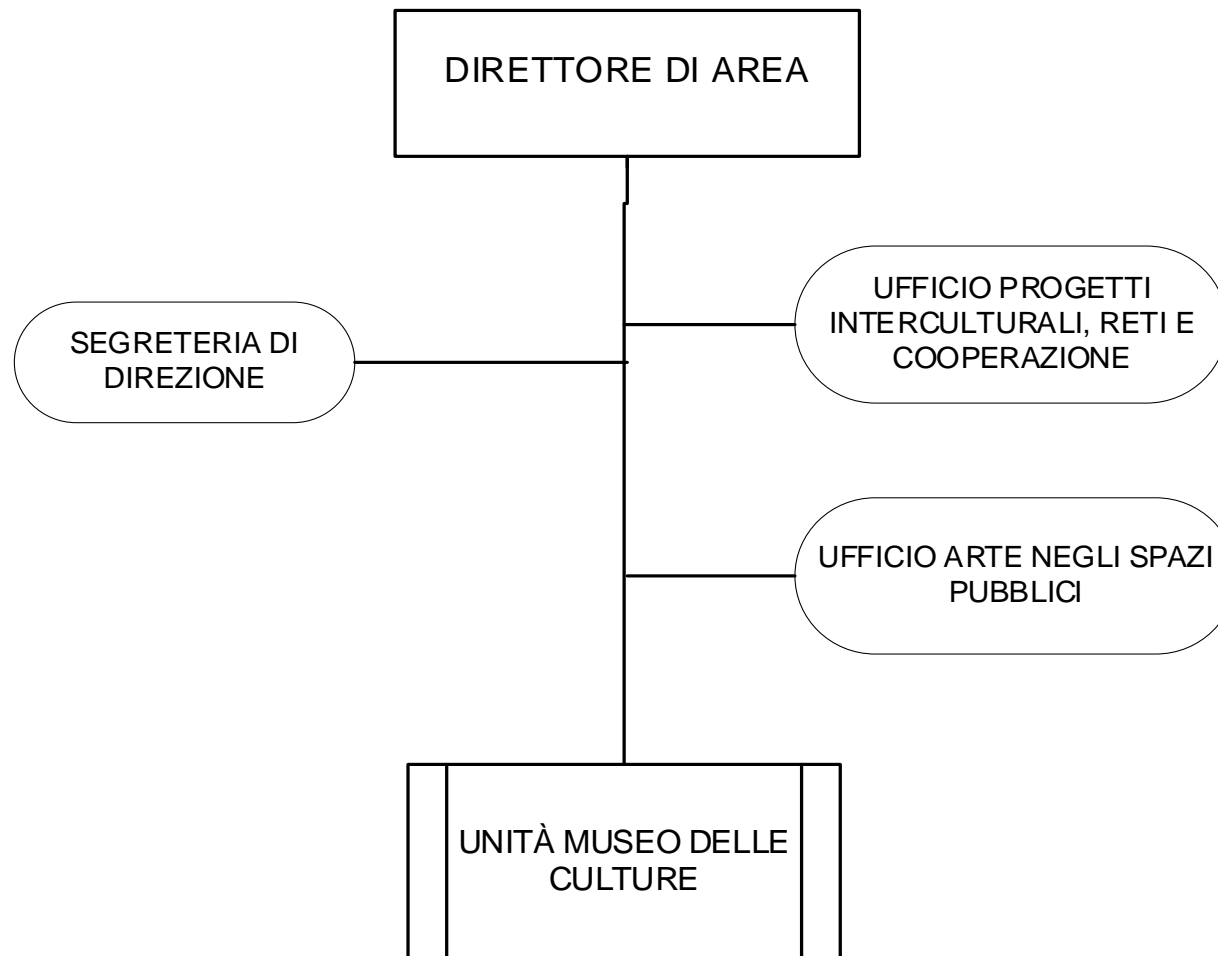 DIRETTORE DI AREA
UFFICIO PROGETTI
INTERCULTURALI, RETI E
COOPERAZIONE
SEGRETERIA DI
DIREZIONE
UFFICIO ARTE NEGLI SPAZI
PUBBLICI
UNITÀ MUSEO DELLE
CULTURE